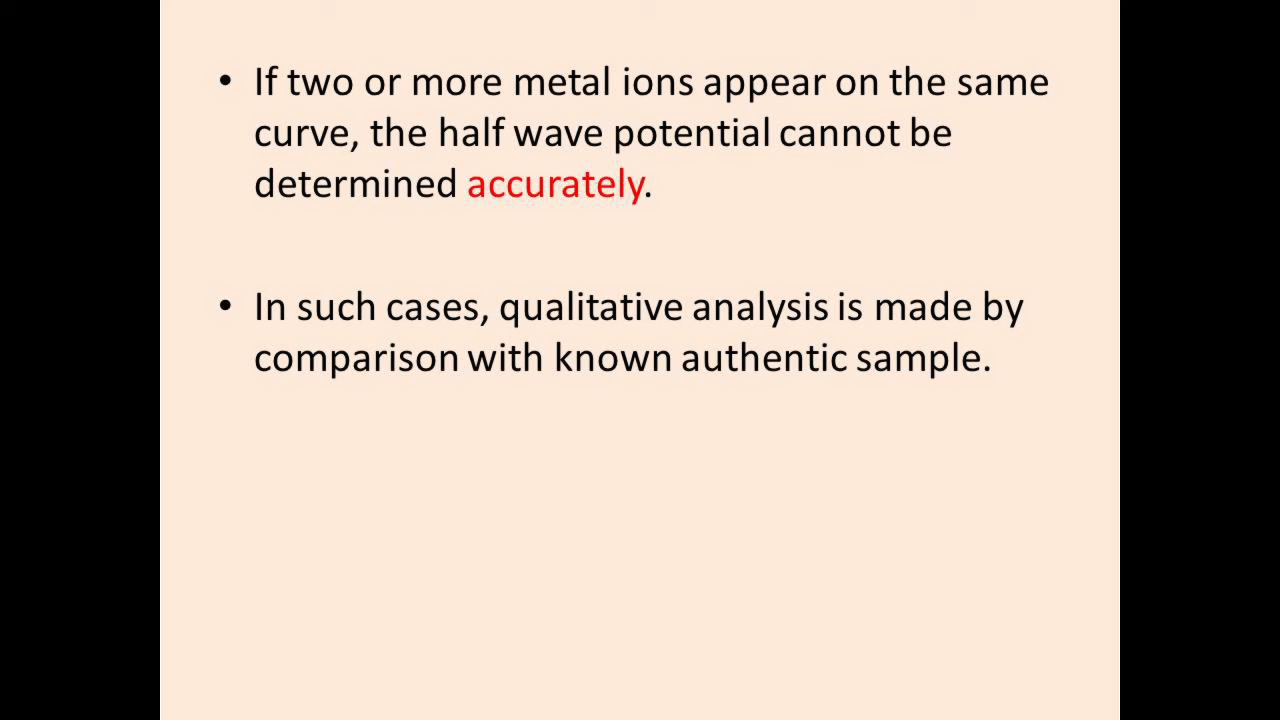 • If two or more metal ions appear on the same
curve, the half wave potential cannot be
determined accurately.
• In such cases, qualitative analysis is made by
comparison with known authentic sample.